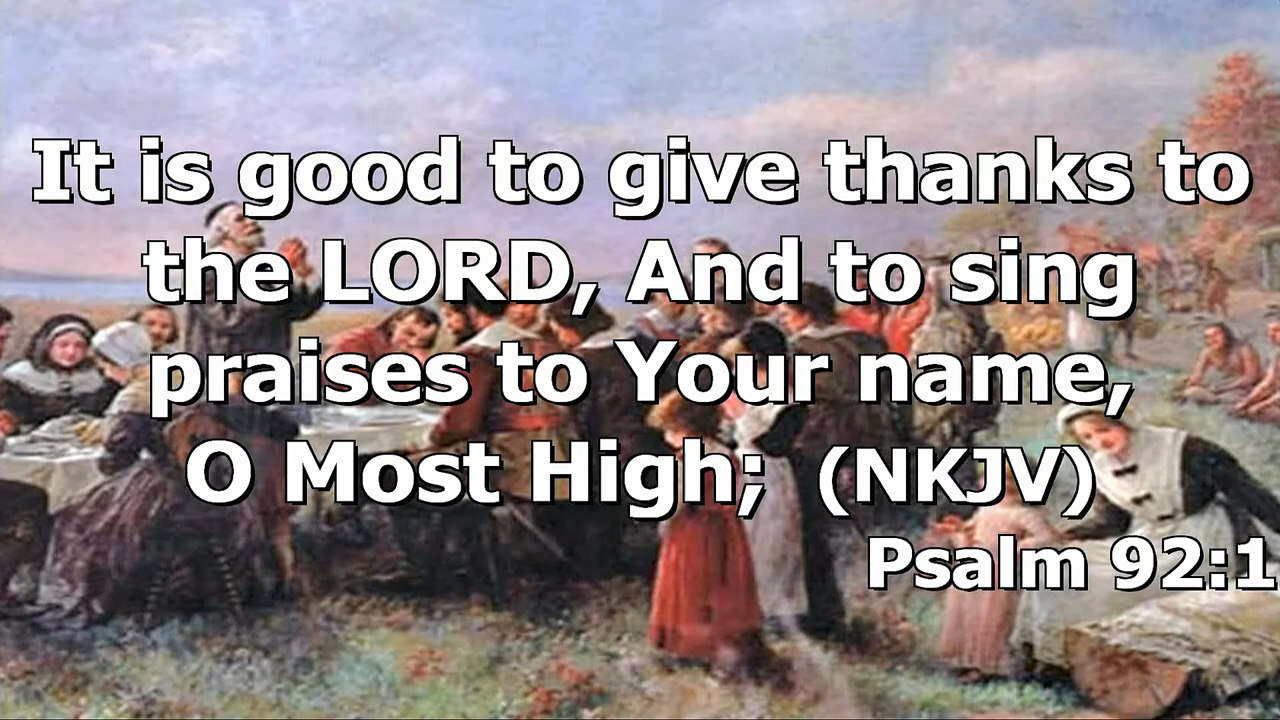 It is good to give thanks to
the LORD, And to sing
praises to Your name,
O Most High; (NKJV)
Psalm 92:1